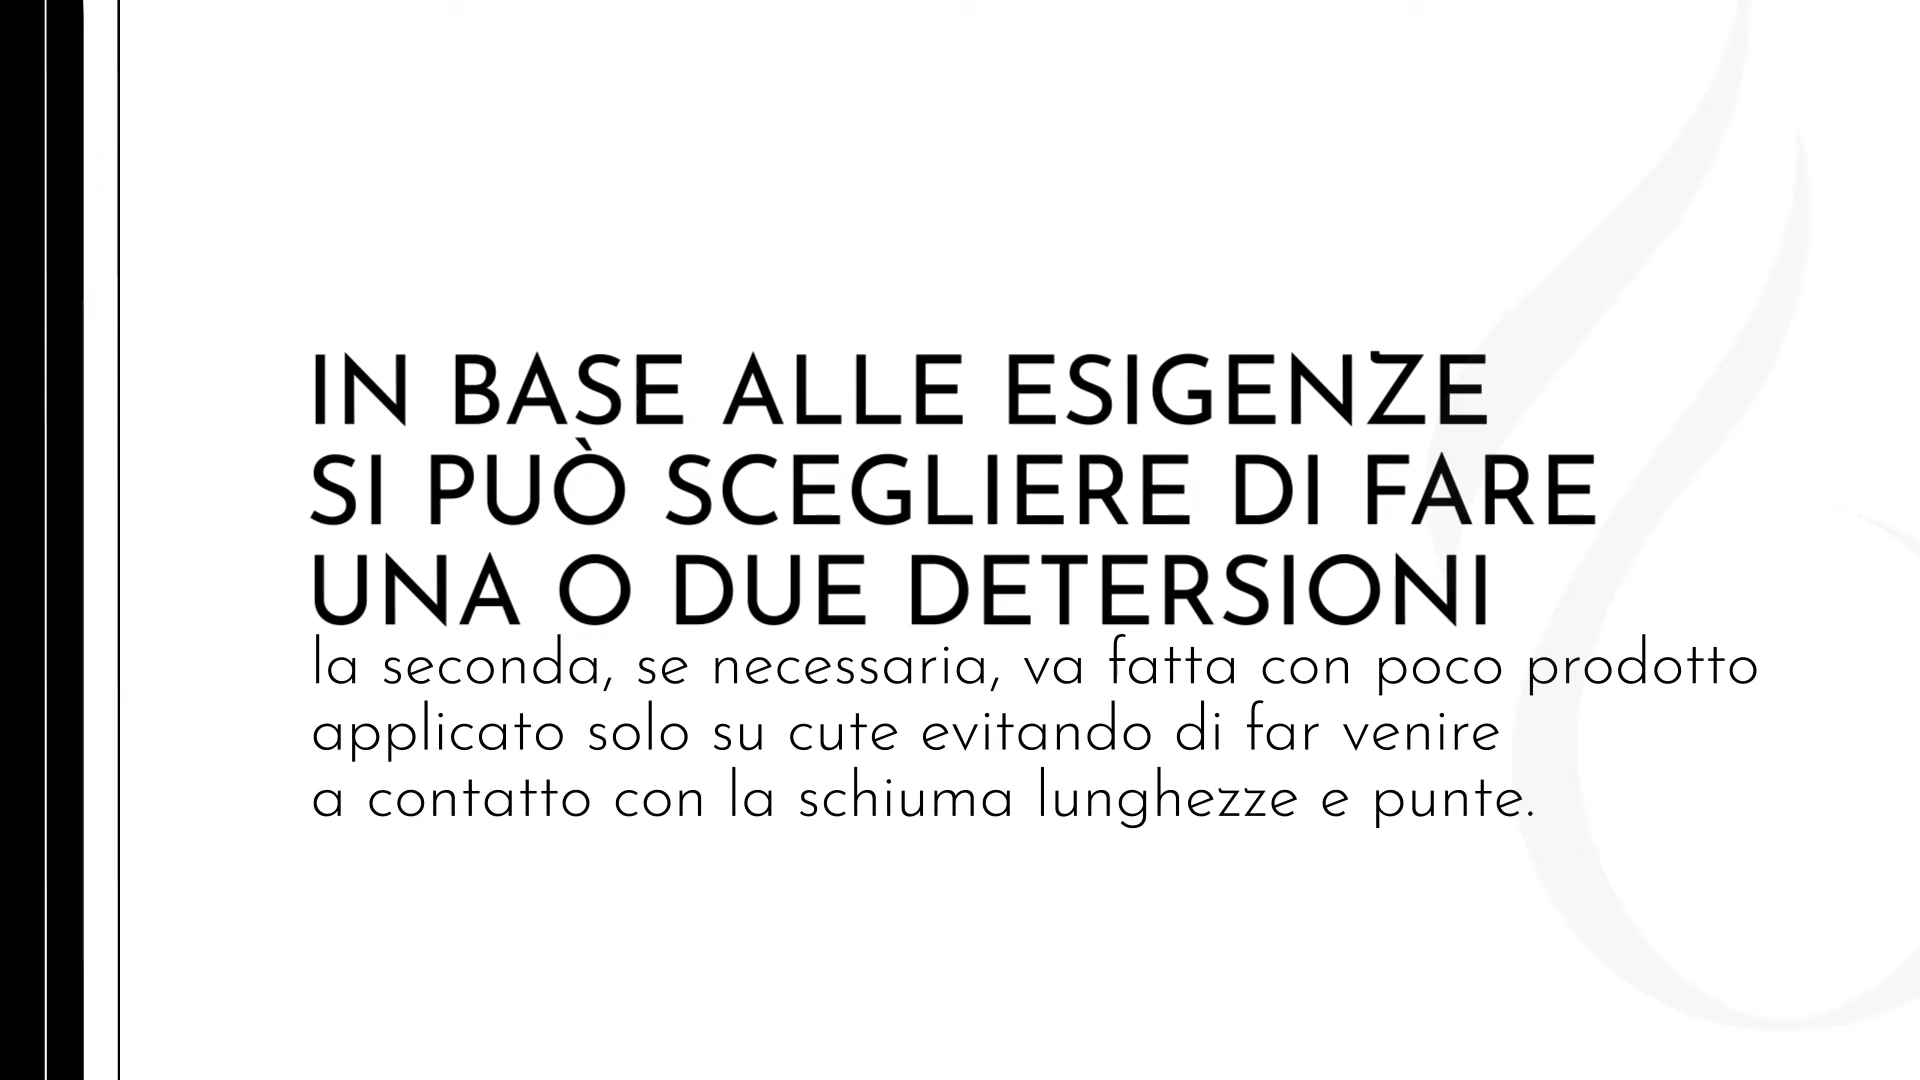 IN BASE ALLE ESIGENZE
SI PUÒ SCEGLIERE DI FARE
UNA O DUE DETERSIONI
la seconda, se necessaria, va fatta con poco prodotto
applicato solo su cute evitando di far venire
a contatto con la schiuma lunghezze e punte.